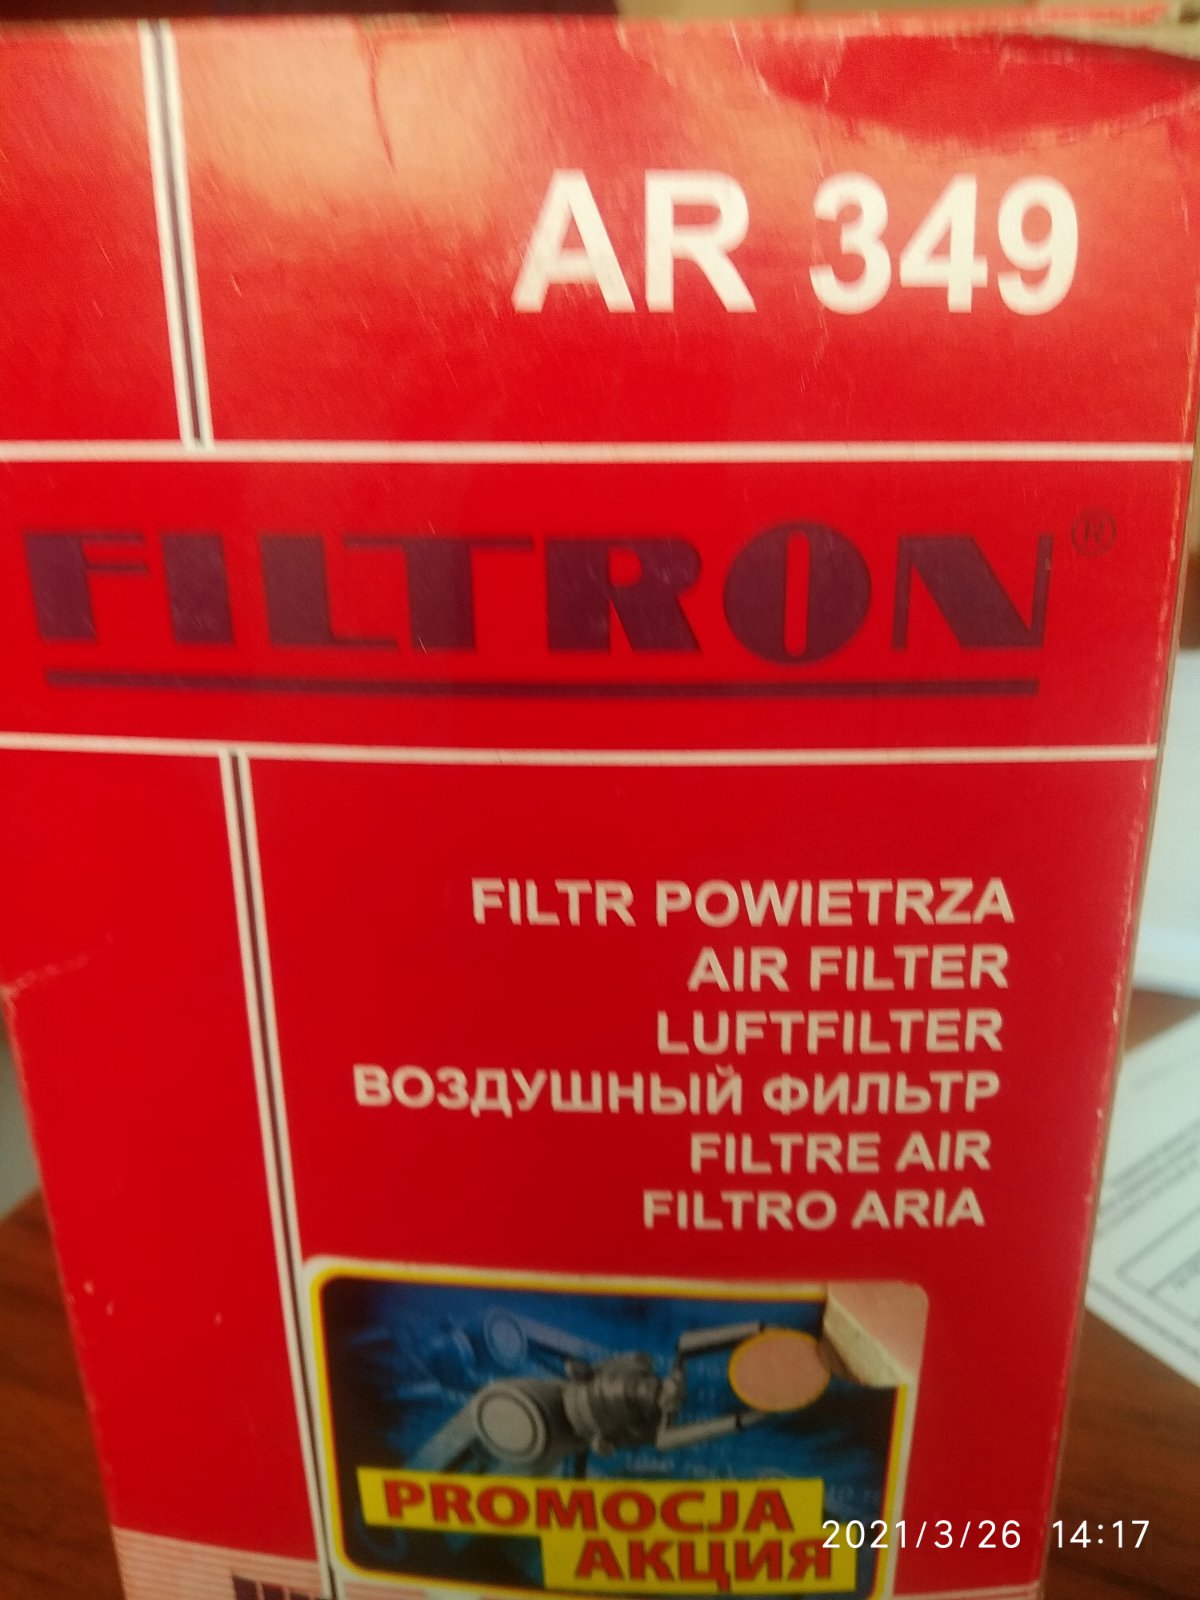 AR 349
FILTRON®
FILTR POWIETRZA
AIR FILTER
LUFTFILTER
ВОЗДУШНЫЙ ФИЛЬТР
FILTRE AIR
FILTRO ARIA
PROMOCJA
АКЦИЯ
2021/3/26 14:17